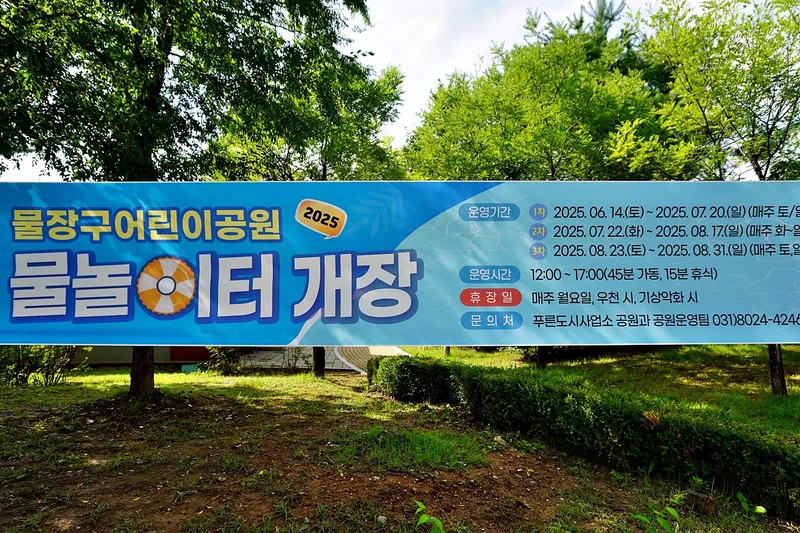 물장구어린이공원
2025
물놀이터 개장
운영기간 1차 2025. 06. 14.(토) ~ 2025. 07. 20.(일) (매주 토/
2차 2025. 07. 22.(화) ~ 2025. 08. 17.(일) (매주 화~
3차 2025. 08. 23.(토) ~ 2025. 08. 31.(일) (매주 토,
운영시간 12:00 ~ 17:00(45분 가동, 15분 휴식)
휴 장 일 매주 월요일, 우천 시, 기상악화 시
문 의 처 푸른도시사업소 공원과 공원운영팀 031)8024-4246